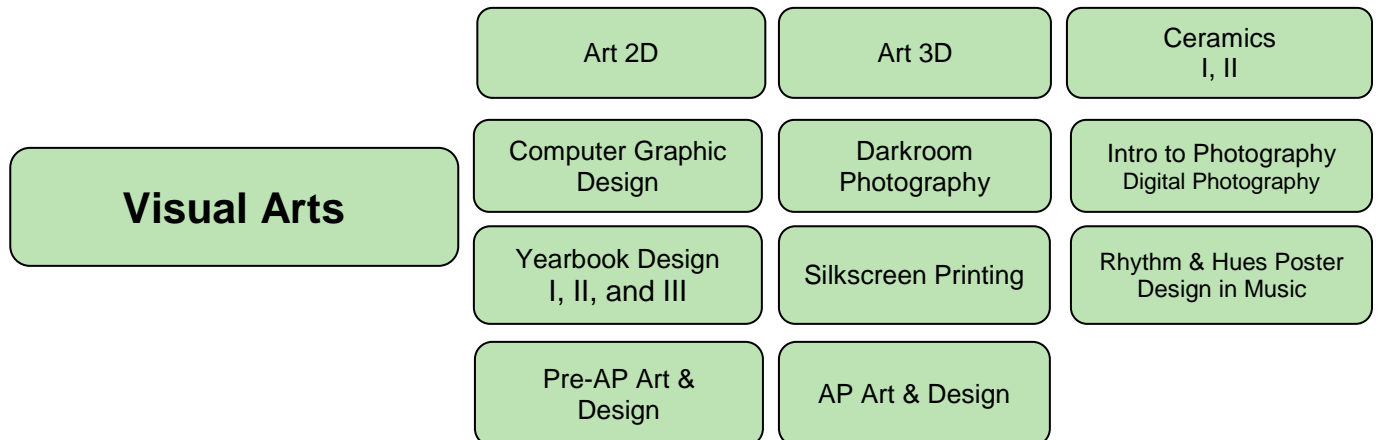 Art 2D
Art 3D
Ceramics
I, II
Visual Arts
Computer Graphic
Design
Darkroom
Photography
Intro to Photography
Digital Photography
Yearbook Design
I, II, and III
Silkscreen Printing
Rhythm & Hues Poster
Design in Music
Pre-AP Art &
Design
AP Art & Design